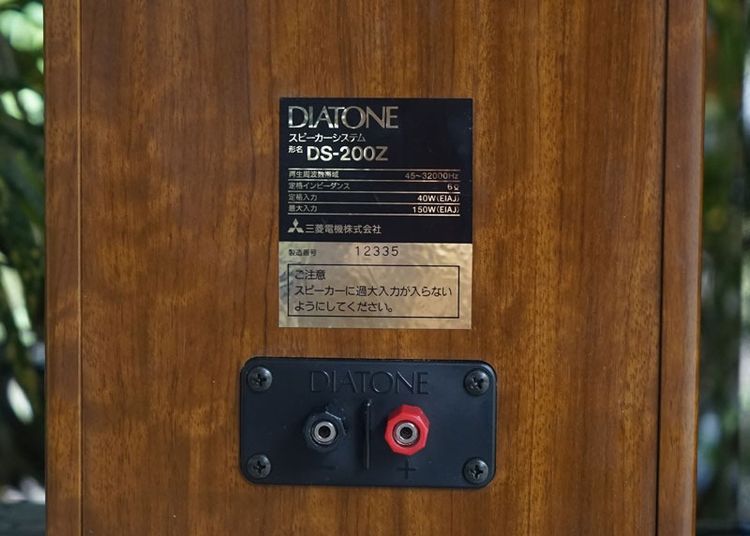 DIATONE
スピーカーシステム
形名 DS-200Z
再生周波数帯域 45~32000Hz
定格インピーダンス 6Ω
定格入力 40W(EIAJ)
最大入力 150W(EIAJ)
三菱電機株式会社
製造番号 12335
ご注意
スピーカーに過大入力が入らない
ようにしてください。
DIATONE
- +